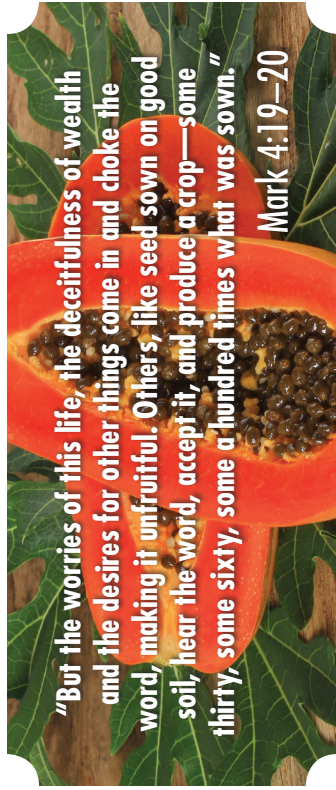 “But the worries of this life, the deceitfulness of wealth
and the desires for other things come in and choke the
word, making it unfruitful. Others, like seed sown on good
soil, hear the word, accept it, and produce a crop—some
thirty, some sixty, some a hundred times what was sown.”
Mark 4:19–20